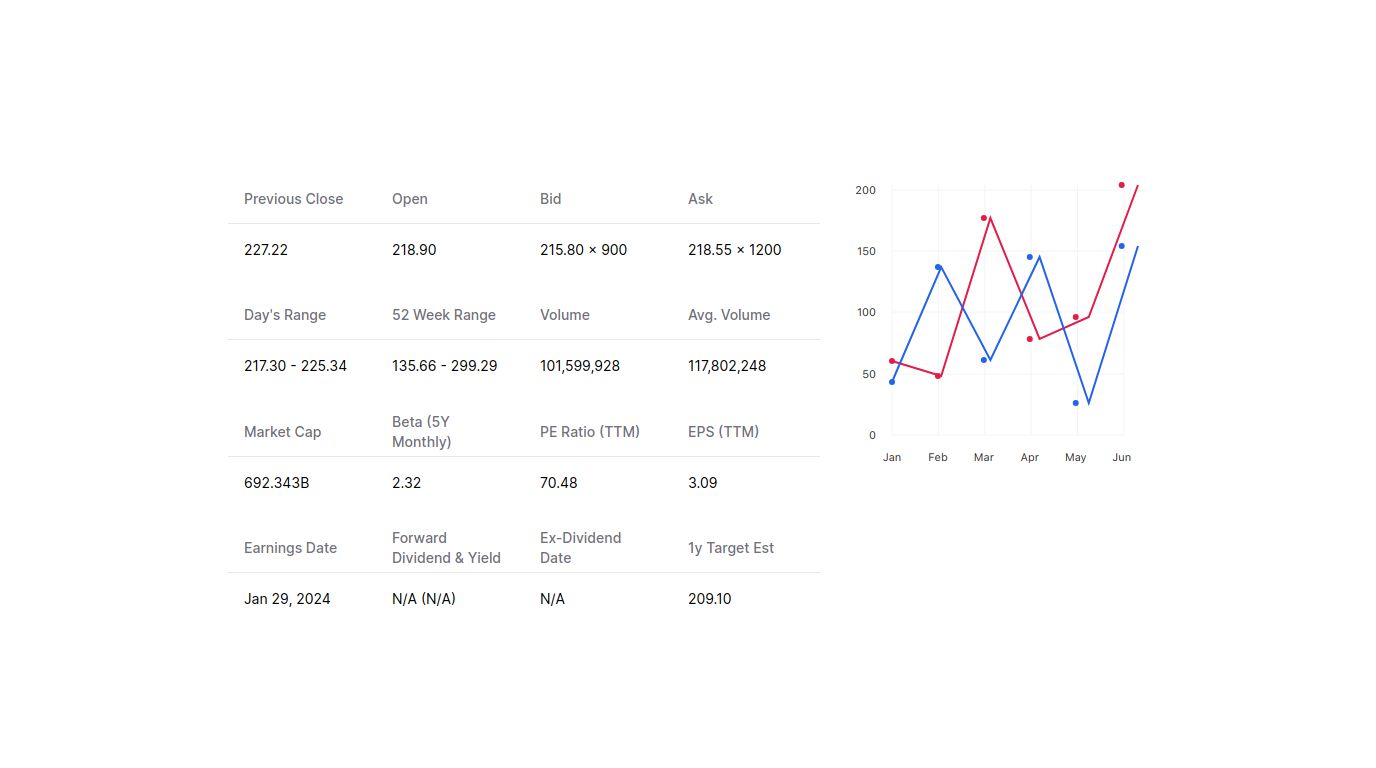 Previous Close Open Bid Ask
227.22 218.90 215.80 × 900 218.55 × 1200
Day's Range 52 Week Range Volume Avg. Volume
217.30 - 225.34 135.66 - 299.29 101,599,928 117,802,248
Market Cap Beta (5Y Monthly) PE Ratio (TTM) EPS (TTM)
692.343B 2.32 70.48 3.09
Earnings Date Forward Dividend & Yield Ex-Dividend Date 1y Target Est
Jan 29, 2024 N/A (N/A) N/A 209.10
200
150
100
50
0
Jan Feb Mar Apr May Jun